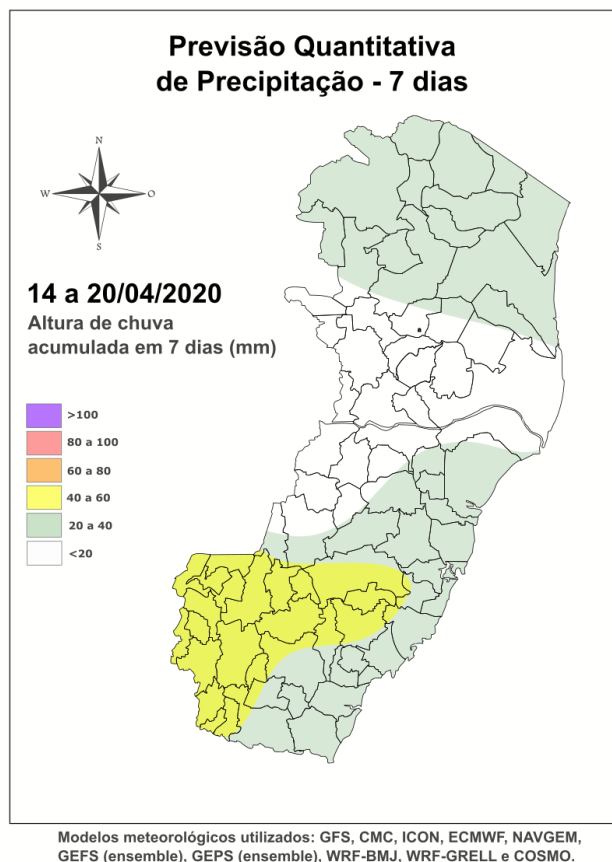 Previsão Quantitativa
de Precipitação - 7 dias
N
W
O
S
14 a 20/04/2020
Altura de chuva
acumulada em 7 dias (mm)
>100
80 a 100
60 a 80
40 a 60
20 a 40
<20
Modelos meteorológicos utilizados: GFS, CMC, ICON, ECMWF, NAVGEM,
GEFS (ensemble), GEPS (ensemble), WRF-BMJ, WRF-GRELL e COSMO.